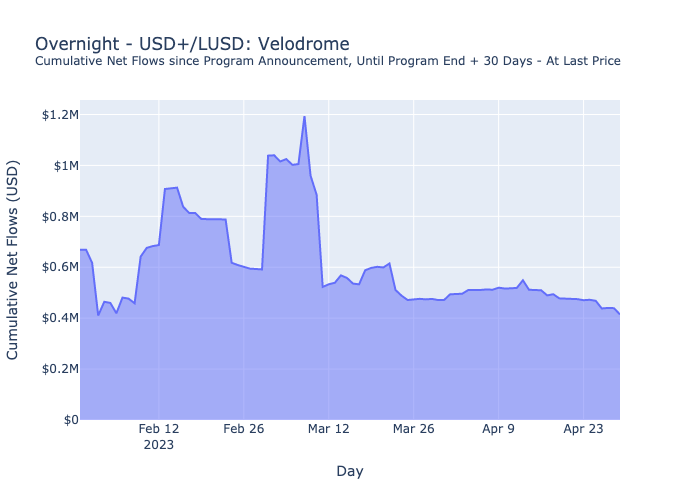 Overnight - USD+/LUSD: Velodrome
Cumulative Net Flows since Program Announcement, Until Program End + 30 Days - At Last Price
Cumulative Net Flows (USD)
$1.2M
$1M
$0.8M
$0.6M
$0.4M
$0.2M
$0
Feb 12
2023
Feb 26
Mar 12
Mar 26
Apr 9
Apr 23
Day